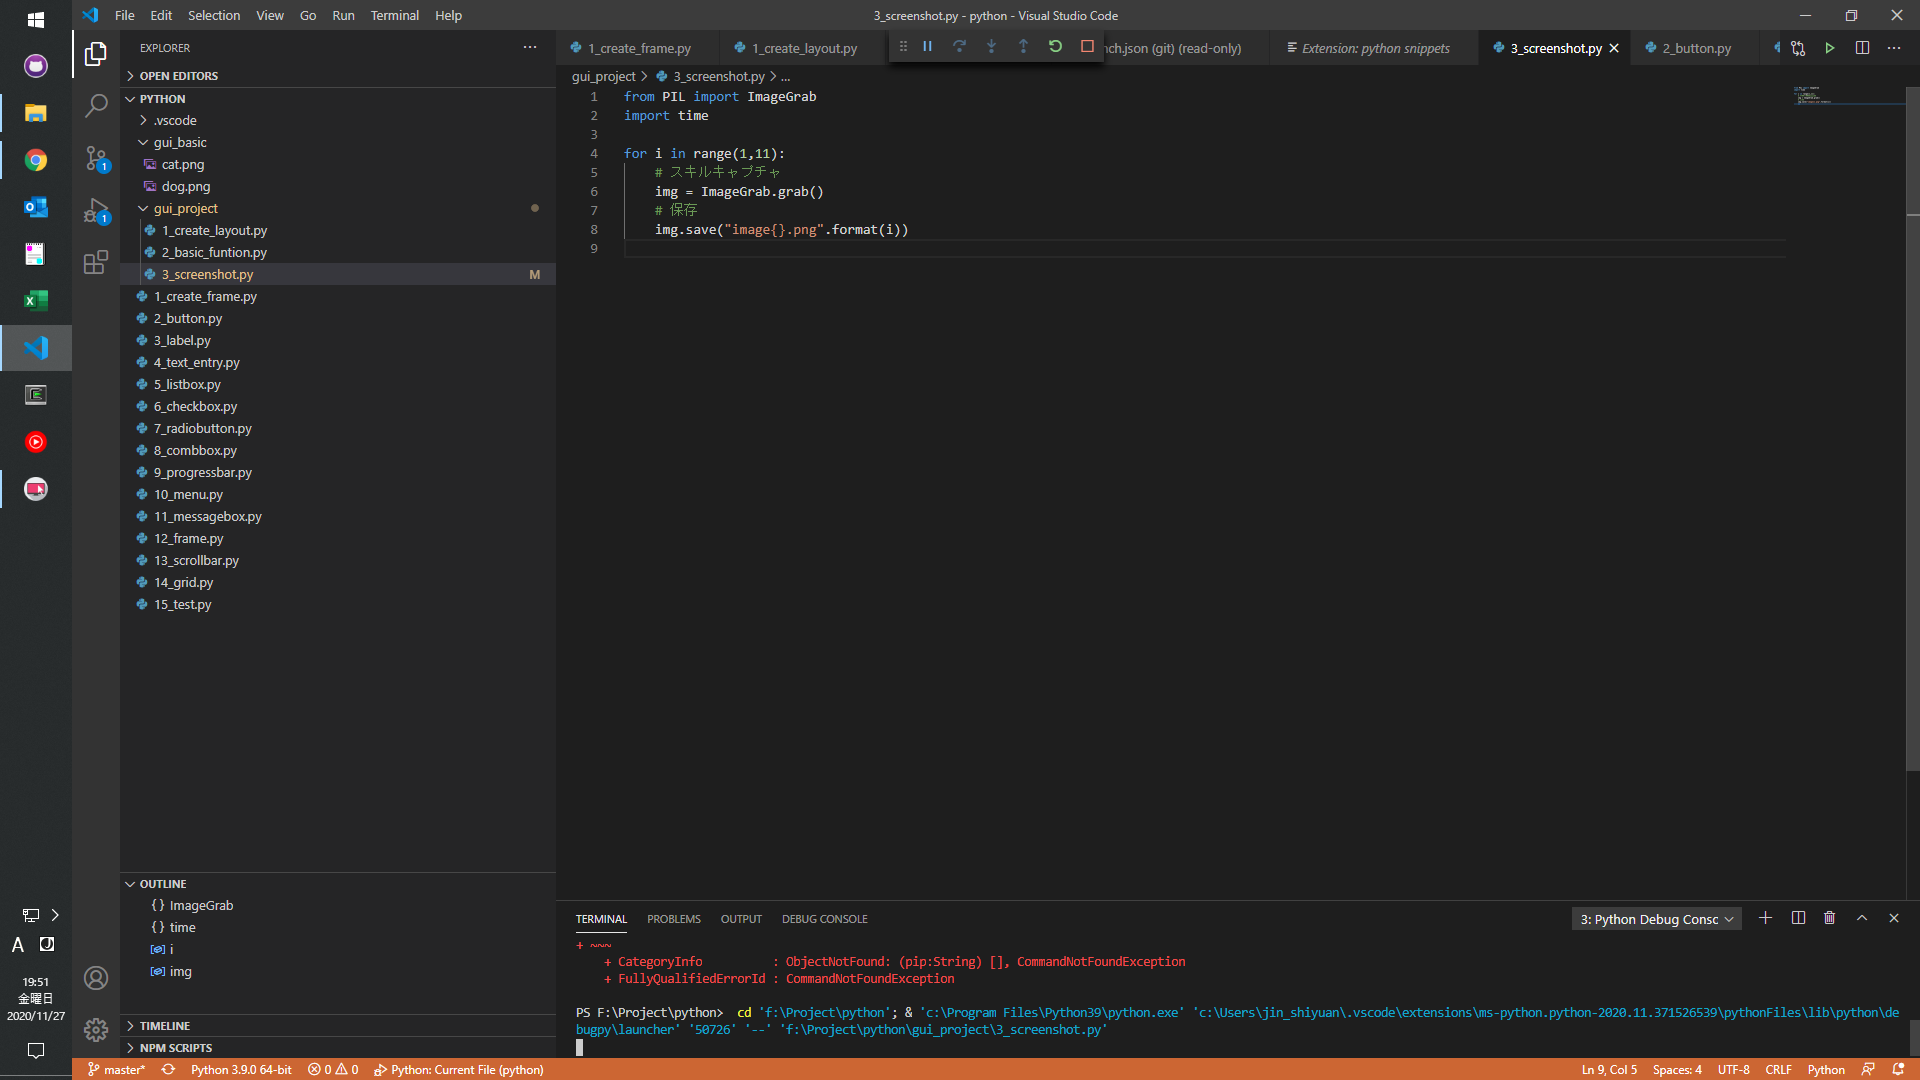 File Edit Selection View Go Run Terminal Help
3_screenshot.py - python - Visual Studio Code
EXPLORER
OPEN EDITORS
PYTHON
.vscode
gui_basic
cat.png
dog.png
gui_project
1_create_layout.py
2_basic_funtion.py
3_screenshot.py M
1_create_frame.py
2_button.py
3_label.py
4_text_entry.py
5_listbox.py
6_checkbox.py
7_radiobutton.py
8_combbox.py
9_progressbar.py
10_menu.py
11_messagebox.py
12_frame.py
13_scrollbar.py
14_grid.py
15_test.py
OUTLINE
ImageGrab
time
i
img
TIMELINE
NPM SCRIPTS
1_create_frame.py 1_create_layout.py nch.json (git) (read-only) Extension: python snippets 3_screenshot.py 2_button.py
gui_project > 3_screenshot.py > ...
1 from PIL import ImageGrab
2 import time
3
4 for i in range(1,11):
5 # スキルキャプチャ
6 img = ImageGrab.grab()
7 # 保存
8 img.save("image{}.png".format(i))
9
TERMINAL PROBLEMS OUTPUT DEBUG CONSOLE
3: Python Debug Consc
+ ~~~
+ CategoryInfo : ObjectNotFound: (pip:String) [], CommandNotFoundException
+ FullyQualifiedErrorId : CommandNotFoundException
PS F:\Project\python> cd 'f:\Project\python'; & 'c:\Program Files\Python39\python.exe' 'c:\Users\jin_shiyuan\.vscode\extensions\ms-python.python-2020.11.371526539\pythonFiles\lib\python\de
bugpy\launcher' '50726' '--' 'f:\Project\python\gui_project\3_screenshot.py'
A J
19:51
金曜日
2020/11/27
1
1
master* Python 3.9.0 64-bit 0 0 Python: Current File (python)
Ln 9, Col 5 Spaces: 4 UTF-8 CRLF Python